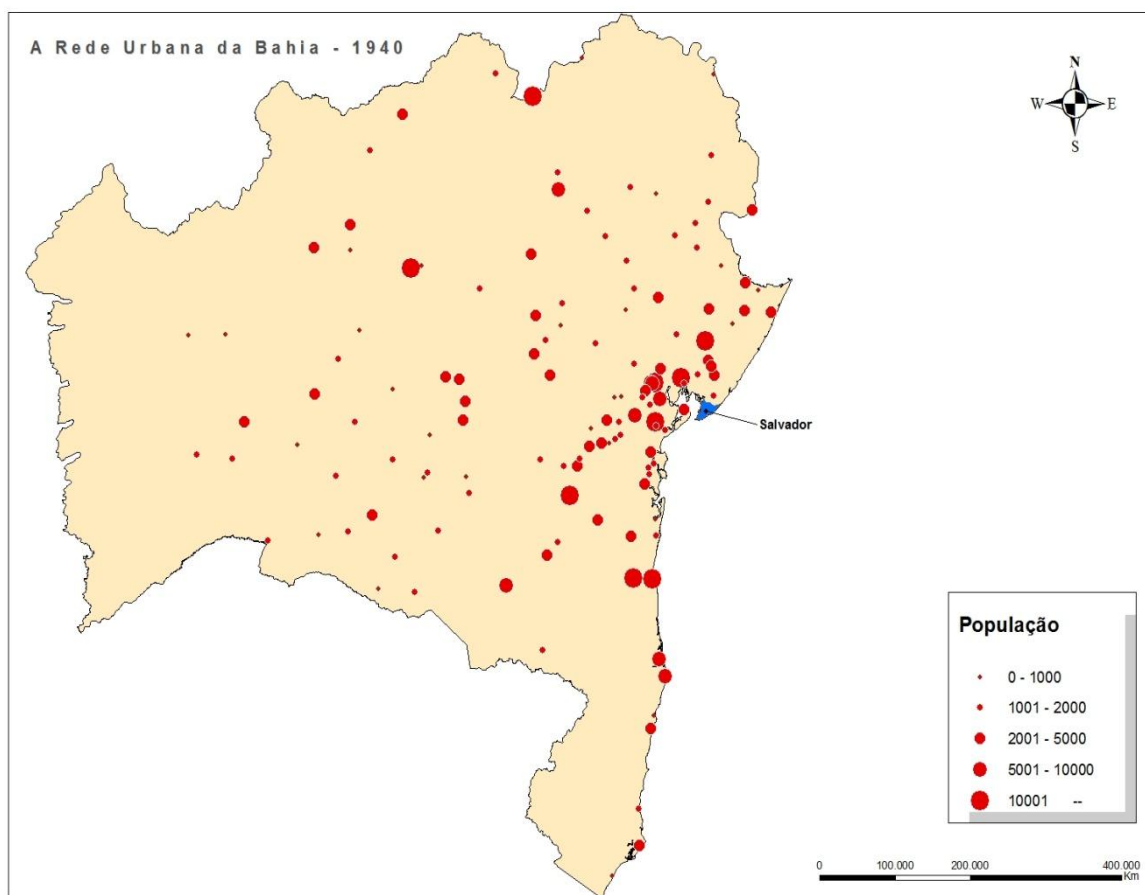 A Rede Urbana da Bahia - 1940
N
W E
S
Salvador
População
0 - 1000
1001 - 2000
2001 - 5000
5001 - 10000
10001 --
0 100.000 200.000 400.000
Km